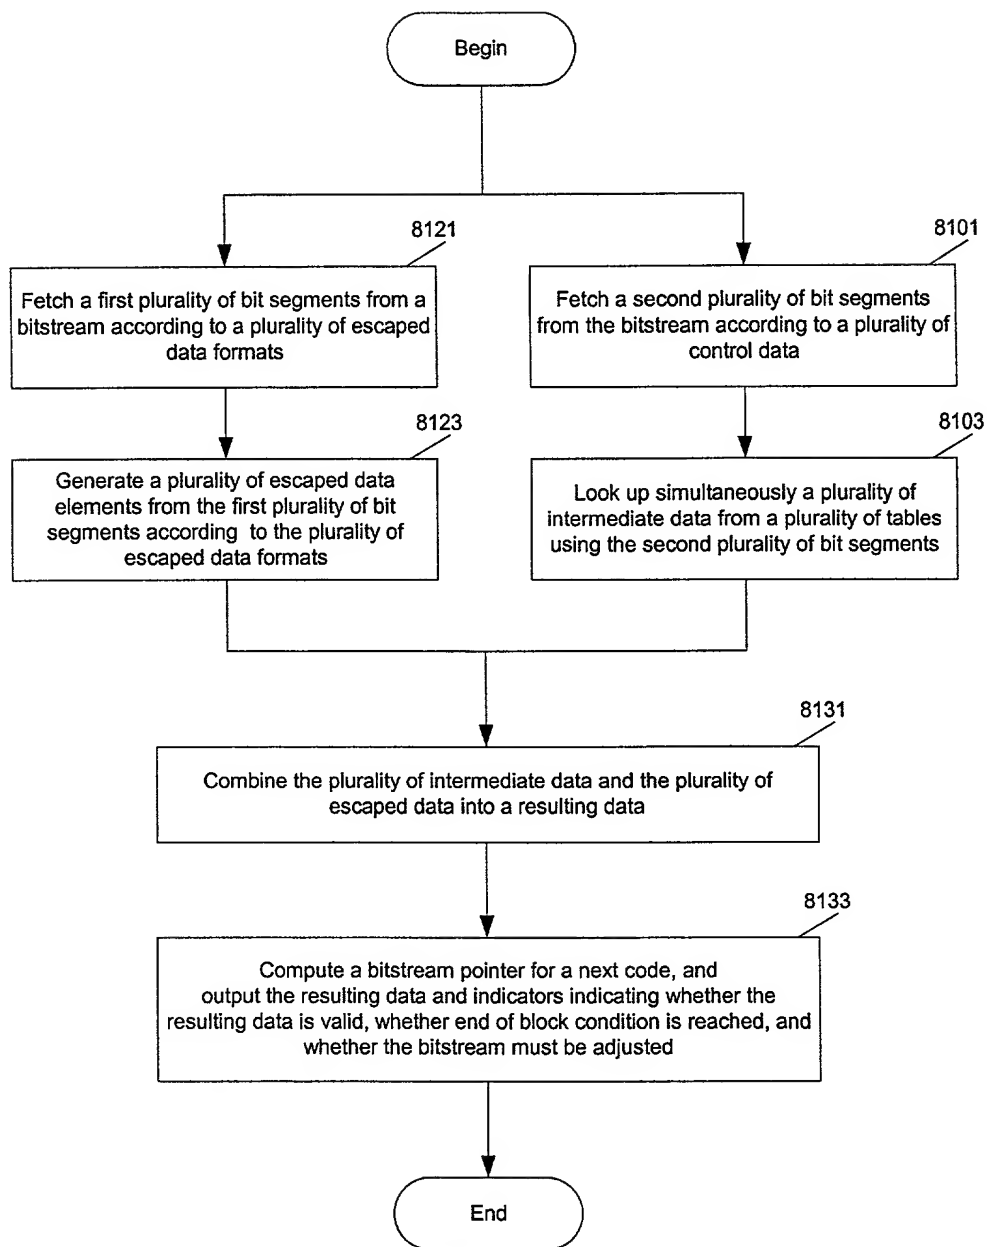 Begin
8121
Fetch a first plurality of bit segments from a
bitstream according to a plurality of escaped
data formats
8101
Fetch a second plurality of bit segments
from the bitstream according to a plurality of
control data
8123
Generate a plurality of escaped data
elements from the first plurality of bit
segments according to the plurality of
escaped data formats
8103
Look up simultaneously a plurality of
intermediate data from a plurality of tables
using the second plurality of bit segments
8131
Combine the plurality of intermediate data and the plurality of
escaped data into a resulting data
8133
Compute a bitstream pointer for a next code, and
output the resulting data and indicators indicating whether the
resulting data is valid, whether end of block condition is reached, and
whether the bitstream must be adjusted
End